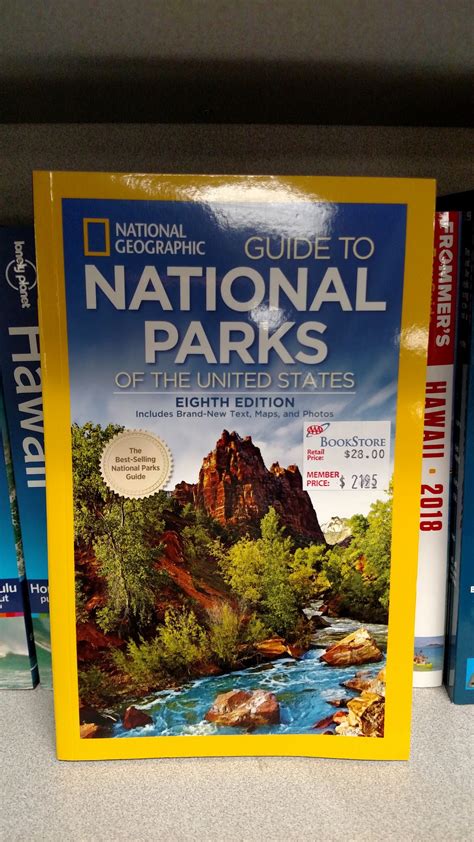 NATIONAL
GEOGRAPHIC
GUIDE TO
NATIONAL
PARKS
OF THE UNITED STATES
EIGHTH EDITION
Includes Brand-New Text, Maps, and Photos
The
Best-Selling
National Parks
Guide
AAA BOOKSTORE
Retail
Price: $28.00
MEMBER
PRICE: $ 2195
lonely planet
Hawaii
FROMMER'S
HAWAII • 2018